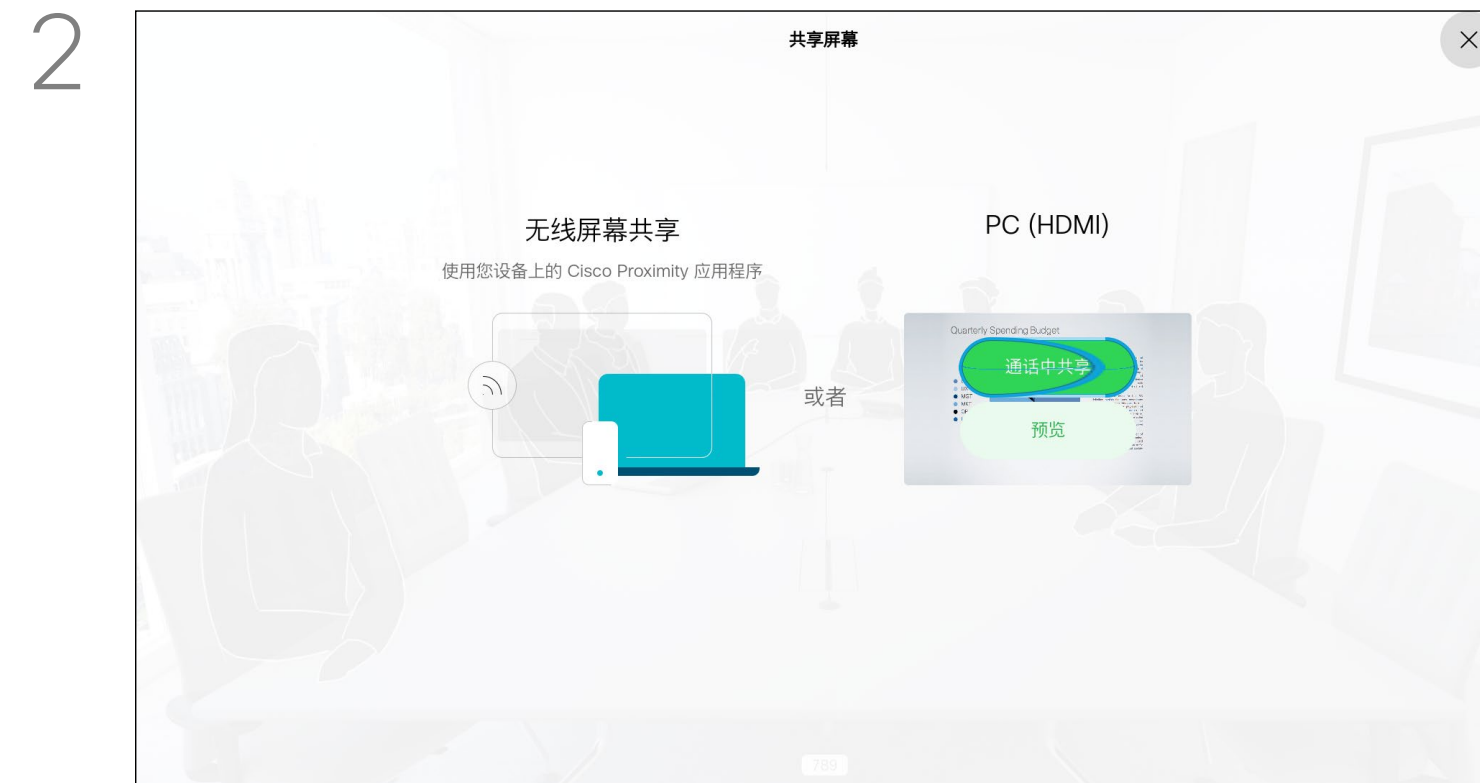 2
共享屏幕
无线屏幕共享
使用您设备上的 Cisco Proximity 应用程序
或者
PC (HDMI)
Quarterly Spending Budget
通话中共享
预览
789